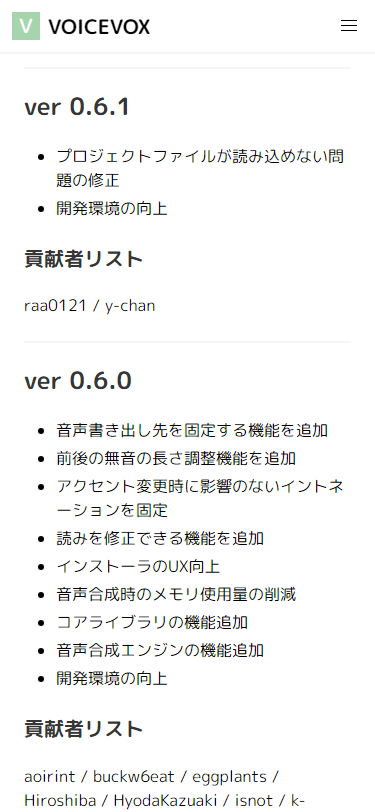 V VOICEVOX
ver 0.6.1
プロジェクトファイルが読み込めない問
題の修正
開発環境の向上
貢献者リスト
raa0121 / y-chan
ver 0.6.0
音声書き出し先を固定する機能を追加
前後の無音の長さ調整機能を追加
アクセント変更時に影響のないイントネ
ーションを固定
読みを修正できる機能を追加
インストーラのUX向上
音声合成時のメモリ使用量の削減
コアライブラリの機能追加
音声合成エンジンの機能追加
開発環境の向上
貢献者リスト
aoirint / buckw6eat / eggplants /
Hiroshiba / HyodaKazuaki / isnot / k-